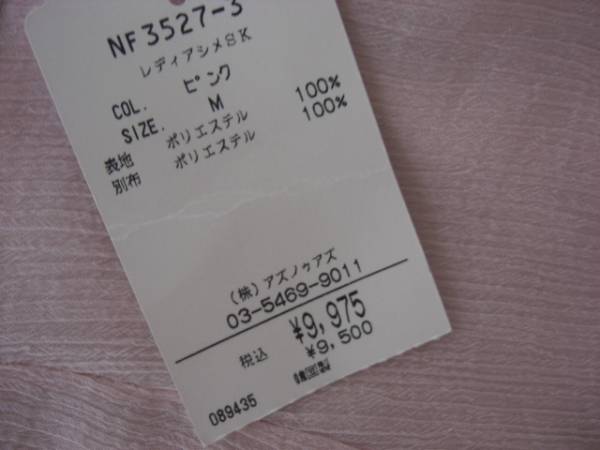 NF3527-3
レディアシメSK
COL. ピンク
SIZE. M
表地 ポリエステル 100%
別布 ポリエステル 100%
(株)アズノゥアズ
03-5469-9011
税込 ¥9,975
¥9,500
089435